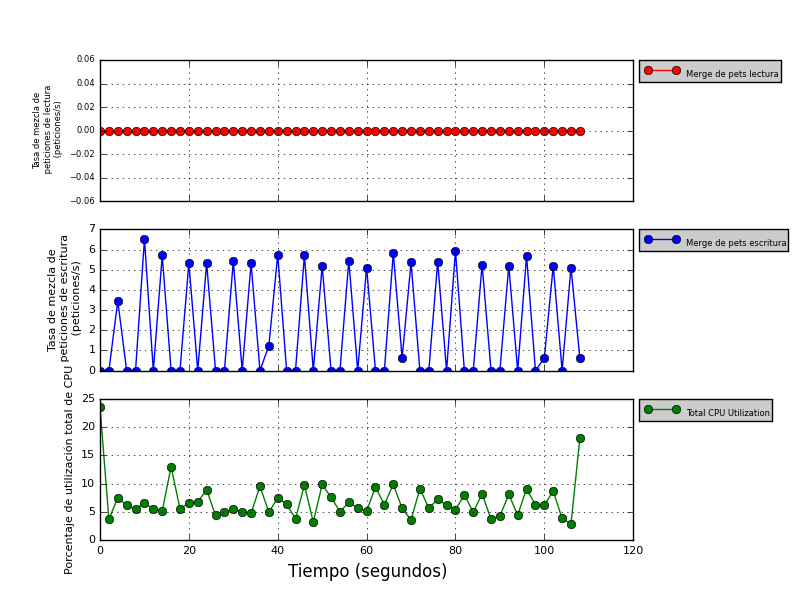 0.06
0.04
0.02
0.00
−0.02
−0.04
−0.06
Tasa de mezcla de
peticiones de lectura
(peticiones/s)
Merge de pets lectura
7
6
5
4
3
2
1
0
Tasa de mezcla de
peticiones de escritura
(peticiones/s)
Merge de pets escritura
25
20
15
10
5
0
Porcentaje de utilización total de CPU
Total CPU Utilization
0 20 40 60 80 100 120
Tiempo (segundos)